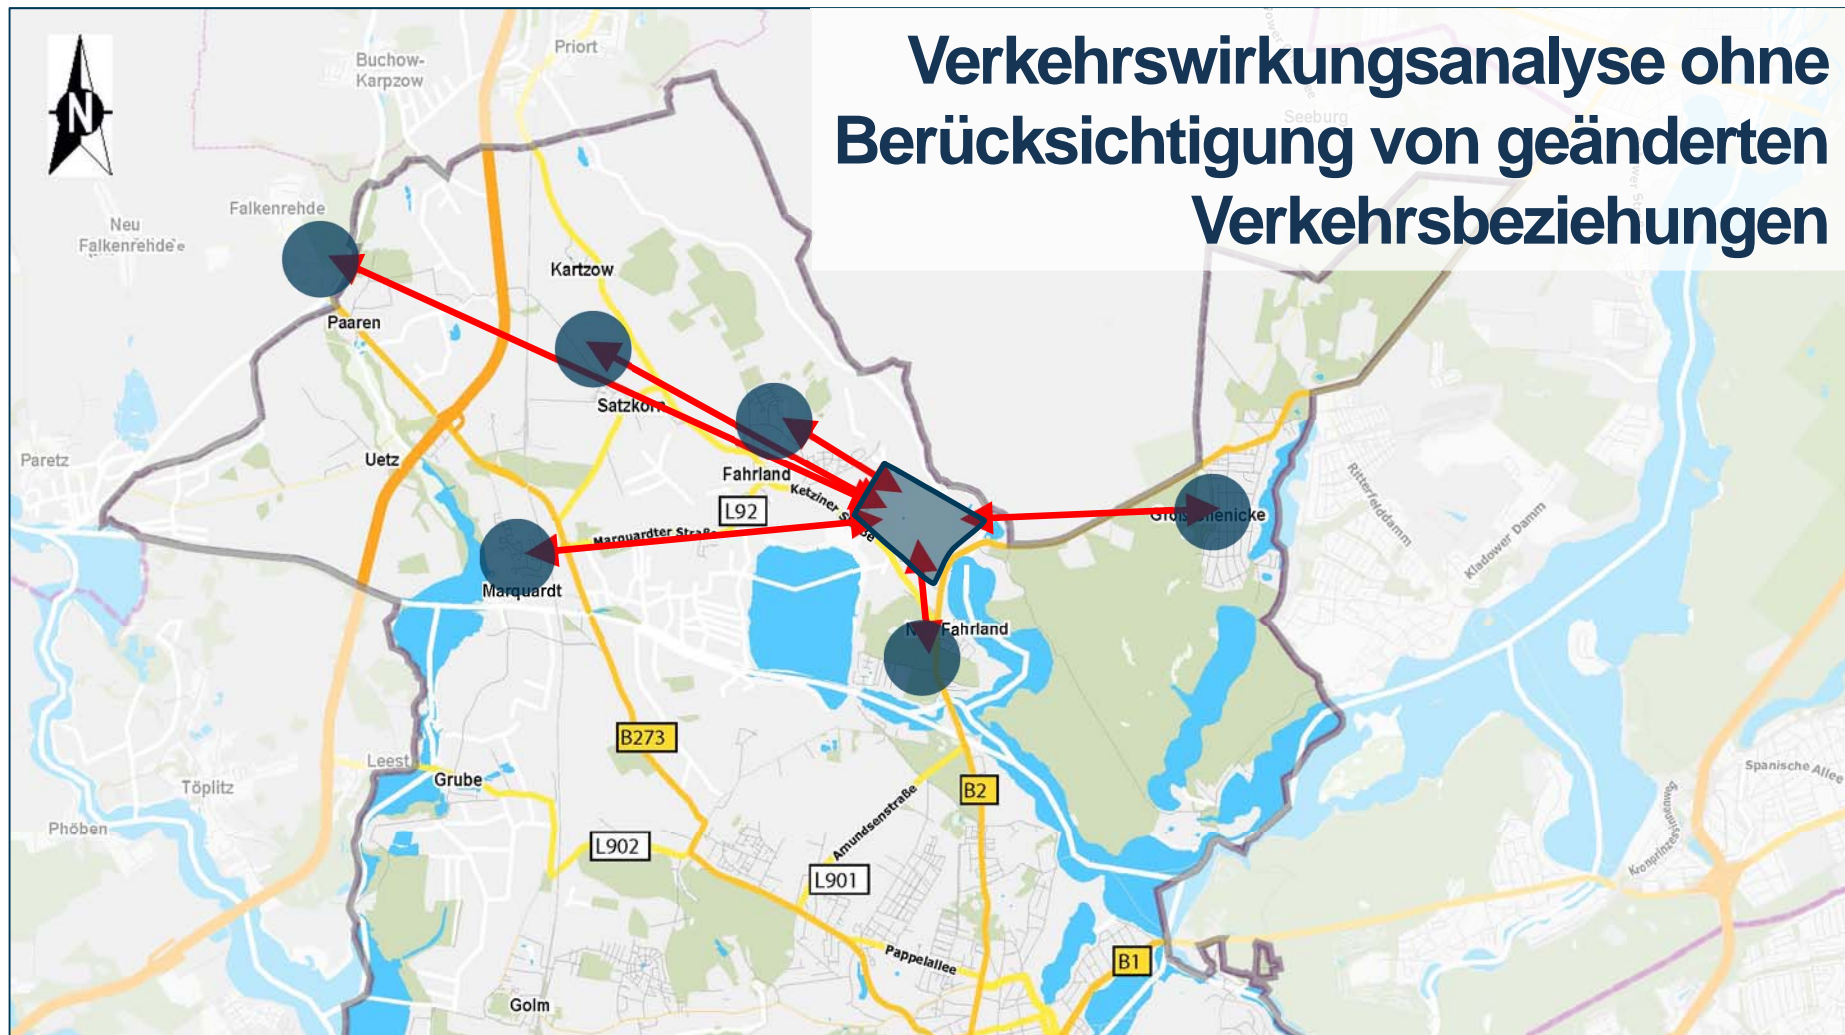 Verkehrswirkungsanalyse ohne
Berücksichtigung von geänderten
Verkehrsbeziehungen
N
Priort
Buchow-
Karpzow
Seeburg
Falkenrehde
Neu
Falkenrehde
Kartzow
Paaren
Satzkorn
Uetz
Paretz
Fahrland
Ketziner
L92
Marquardter Straße
Marquardt
Ritterfelddamm
Kladower Damm
Fahrland
B273
Leest
Grube
Töplitz
Phöben
B2
Spanische Allee
Kronprinzessinnenweg
Amundsenstraße
L902
L901
Pappelallee
B1
Golm